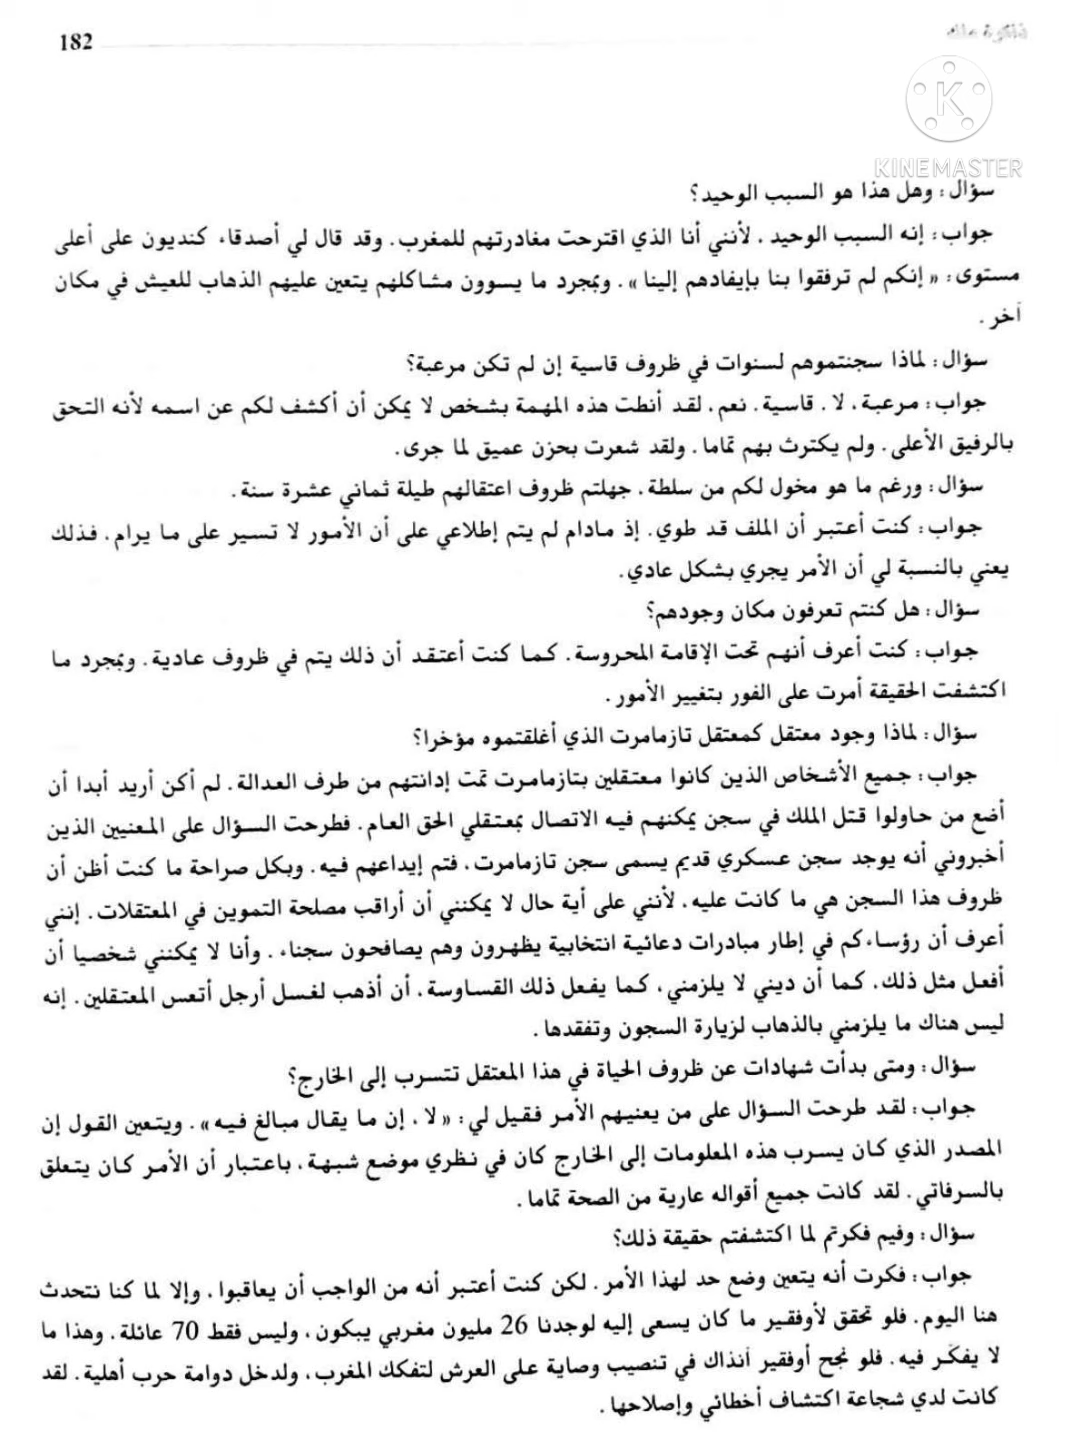 ذاكرة ملك
182
KINEMASTER
سؤال : وهل هذا هو السبب الوحيد؟
جواب : إنه السبب الوحيد . لأنني أنا الذي اقترحت مغادرتهم للمغرب. وقد قال لي أصدقاء كنديون على أعلى
مستوى : « إنكم لم ترفقوا بنا بإيفادهم إلينا » . وبمجرد ما يسوون مشاكلهم يتعين عليهم الذهاب للعيش في مكان
آخر .
سؤال : لماذا سجنتموهم لسنوات في ظروف قاسية إن لم تكن مرعبة؟
جواب : مرعبة ، لا . قاسية . نعم ، لقد أنطت هذه المهمة بشخص لا يمكن أن أكشف لكم عن اسمه لأنه التحق
بالرفيق الأعلى . ولم يكترث بهم تماما . ولقد شعرت بحزن عميق لما جرى .
سؤال : ورغم ما هو مخول لكم من سلطة . جهلتم ظروف اعتقالهم طيلة ثماني عشرة سنة .
جواب : كنت أعتبر أن الملف قد طوي . إذ مادام لم يتم إطلاعي على أن الأمور لا تسير على ما يرام . فذلك
يعني بالنسبة لي أن الأمر يجري بشكل عادي .
سؤال : هل كنتم تعرفون مكان وجودهم؟
جواب : كنت أعرف أنهم تحت الإقامة المحروسة . كما كنت أعتقد أن ذلك يتم في ظروف عادية . وبمجرد ما
اكتشفت الحقيقة أمرت على الفور بتغيير الأمور .
سؤال : لماذا وجود معتقل كمعتقل تازمامرت الذي أغلقتموه مؤخرا؟
جواب : جميع الأشخاص الذين كانوا معتقلين بتازمامرت تمت إدانتهم من طرف العدالة . لم أكن أريد أبدا أن
أضع من حاولوا قتل الملك في سجن يمكنهم فيه الاتصال بمعتقلي الحق العام . فطرحت السؤال على المعنيين الذين
أخبروني أنه يوجد سجن عسكري قديم يسمى سجن تازمامرت ، فتم إيداعهم فيه . وبكل صراحة ما كنت أظن أن
ظروف هذا السجن هي ما كانت عليه . لأنني على أية حال لا يمكنني أن أراقب مصلحة التموين في المعتقلات . إنني
أعرف أن رؤساءكم في إطار مبادرات دعائية انتخابية يظهرون وهم يصافحون سجناء . وأنا لا يمكنني شخصيا أن
أفعل مثل ذلك . كما أن ديني لا يلزمني ، كما يفعل ذلك القساوسة ، أن أذهب لغسل أرجل أتعس المعتقلين . إنه
ليس هناك ما يلزمني بالذهاب لزيارة السجون وتفقدها .
سؤال : ومتى بدأت شهادات عن ظروف الحياة في هذا المعتقل تتسرب إلى الخارج؟
جواب : لقد طرحت السؤال على من يعنيهم الأمر فقيل لي : « لا ، إن ما يقال مبالغ فيه » . ويتعين القول إن
المصدر الذي كان يسرب هذه المعلومات إلى الخارج كان في نظري موضع شبهة ، باعتبار أن الأمر كان يتعلق
بالسرفاتي . لقد كانت جميع أقواله عارية من الصحة تماما .
سؤال : وفيم فكرتم لما اكتشفتم حقيقة ذلك؟
جواب : فكرت أنه يتعين وضع حد لهذا الأمر . لكن كنت أعتبر أنه من الواجب أن يعاقبوا . وإلا لما كنا نتحدث
هنا اليوم . فلو تحقق لأوفقير ما كان يسعى إليه لوجدنا 26 مليون مغربي يبكون ، وليس فقط 70 عائلة . وهذا ما
لا يفكّر فيه . فلو نجح أوفقير آنذاك في تنصيب وصاية على العرش لتفكك المغرب ، ولدخل دوامة حرب أهلية . لقد
كانت لدي شجاعة اكتشاف أخطائي وإصلاحها .